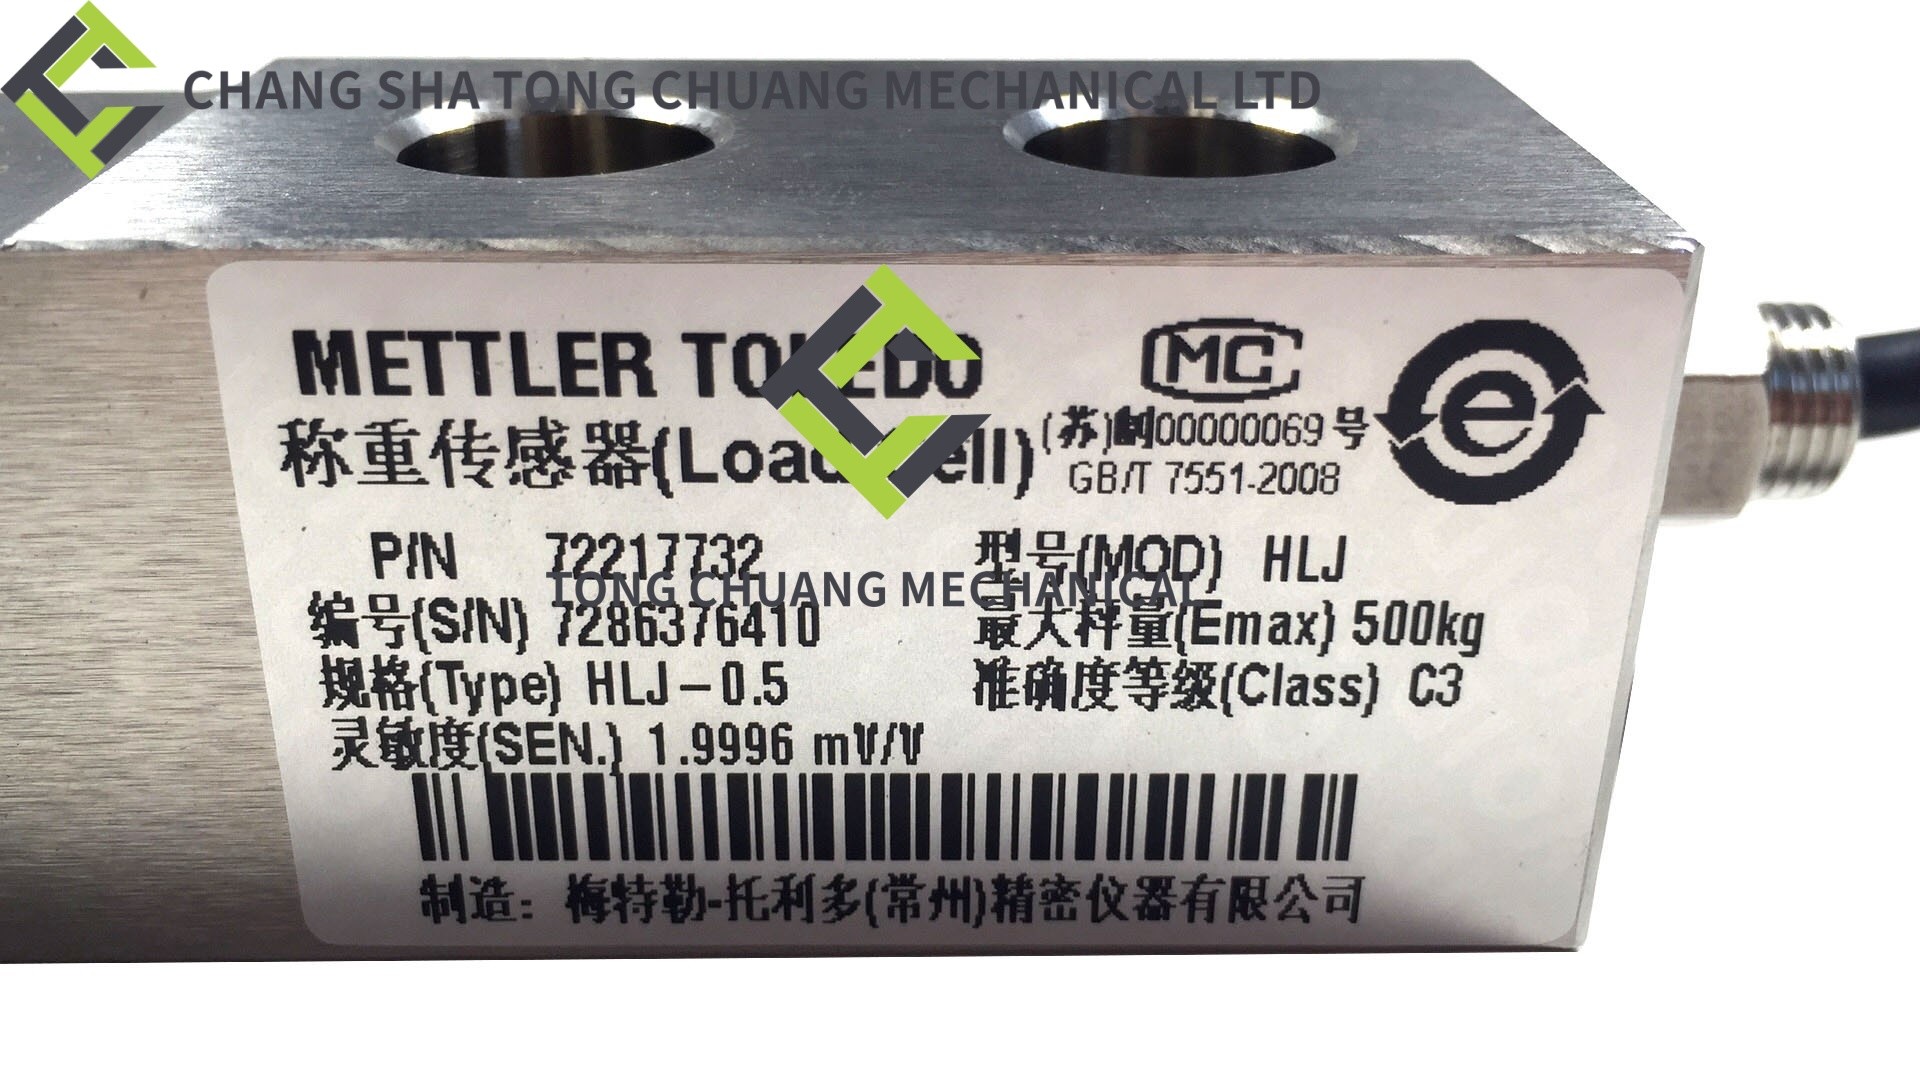 CHANG SHA TONG CHUANG MECHANICAL LTD
METTLER TOLEDO
MC
称重传感器(Load Cell)
(苏)制00000069号
GB/T 7551-2008
e
P/N 72217732
型号(MOD) HLJ
TONG CHUANG MECHANICAL
编号(S/N) 7286376410
最大秤量(Emax) 500kg
规格(Type) HLJ-0.5
准确度等级(Class) C3
灵敏度(SEN.) 1.9996 mV/V
制造: 梅特勒-托利多(常州)精密仪器有限公司